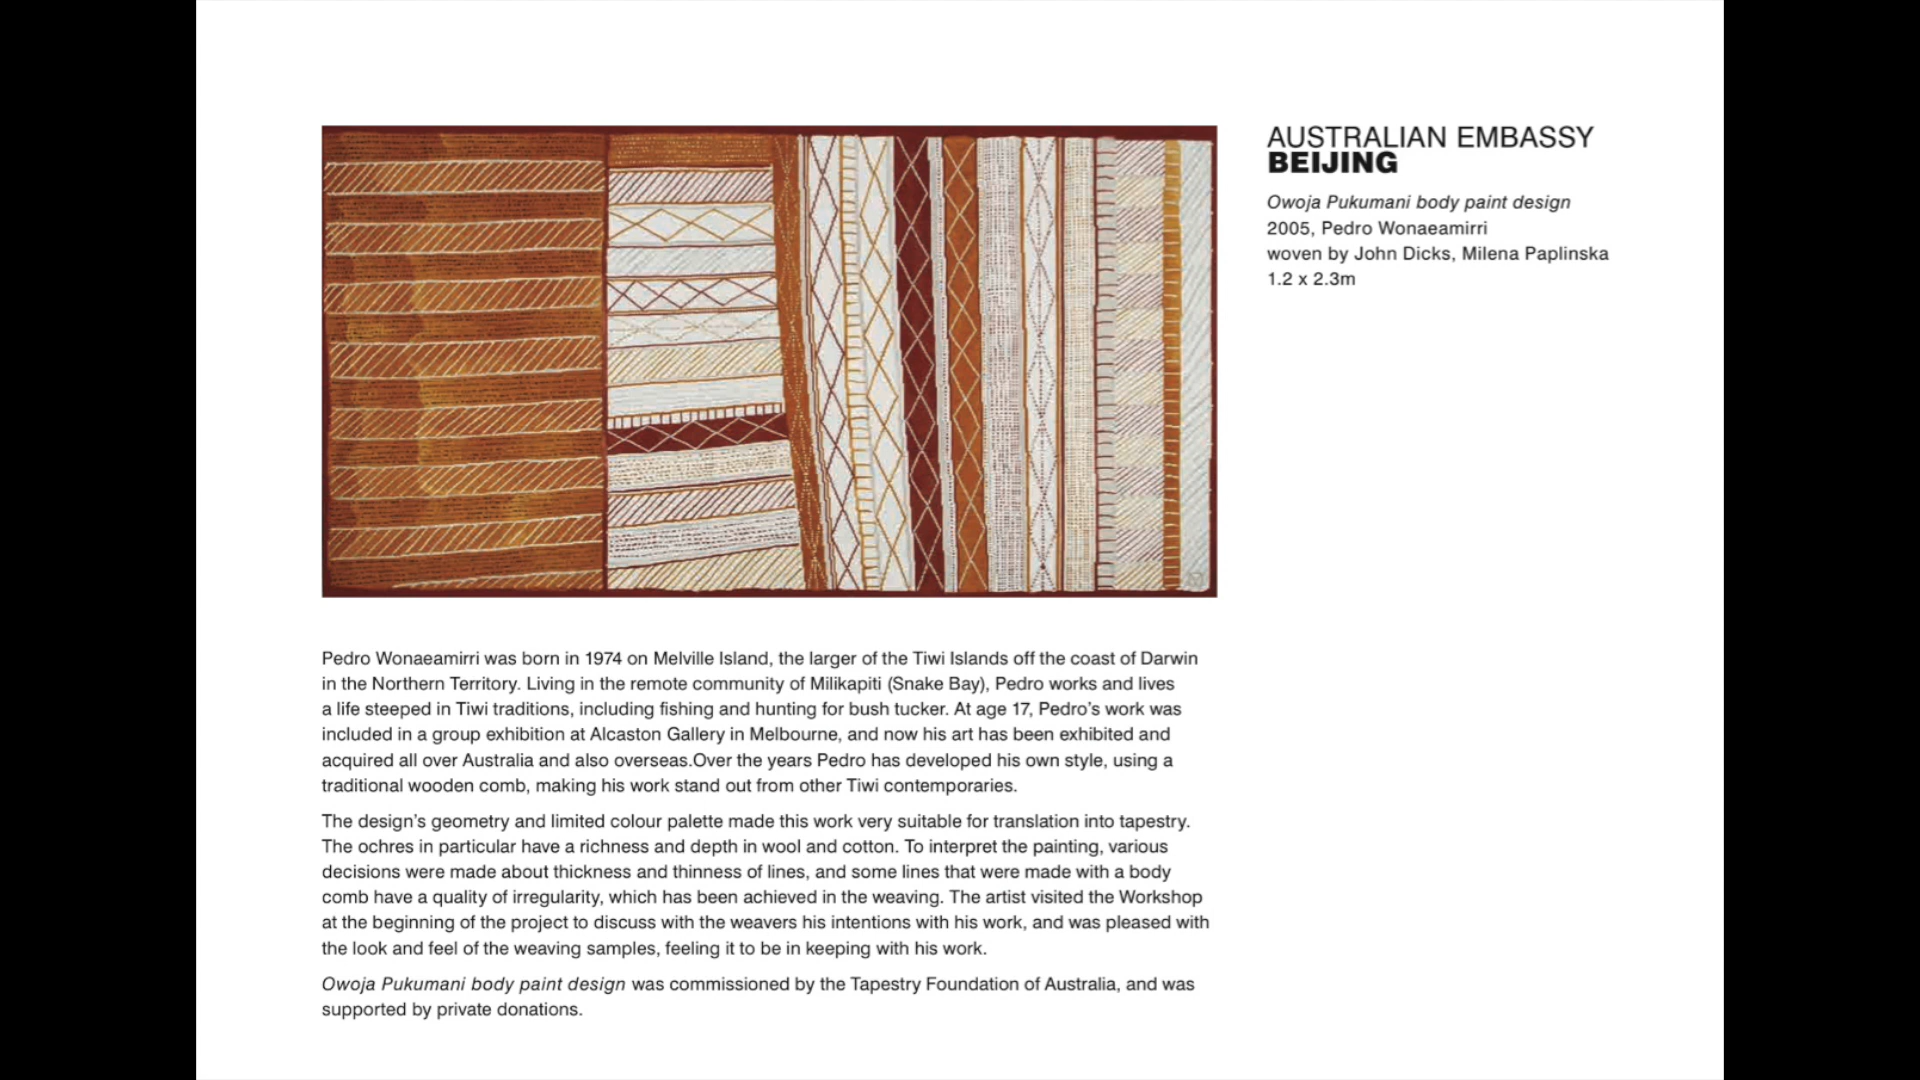 AUSTRALIAN EMBASSY
BEIJING
Owoja Pukumani body paint design
2005, Pedro Wonaeamirri
woven by John Dicks, Milena Paplinska
1.2 x 2.3m
Pedro Wonaeamirri was born in 1974 on Melville Island, the larger of the Tiwi Islands off the coast of Darwin
in the Northern Territory. Living in the remote community of Milikapiti (Snake Bay), Pedro works and lives
a life steeped in Tiwi traditions, including fishing and hunting for bush tucker. At age 17, Pedro’s work was
included in a group exhibition at Alcaston Gallery in Melbourne, and now his art has been exhibited and
acquired all over Australia and also overseas.Over the years Pedro has developed his own style, using a
traditional wooden comb, making his work stand out from other Tiwi contemporaries.
The design’s geometry and limited colour palette made this work very suitable for translation into tapestry.
The ochres in particular have a richness and depth in wool and cotton. To interpret the painting, various
decisions were made about thickness and thinness of lines, and some lines that were made with a body
comb have a quality of irregularity, which has been achieved in the weaving. The artist visited the Workshop
at the beginning of the project to discuss with the weavers his intentions with his work, and was pleased with
the look and feel of the weaving samples, feeling it to be in keeping with his work.
Owoja Pukumani body paint design was commissioned by the Tapestry Foundation of Australia, and was
supported by private donations.